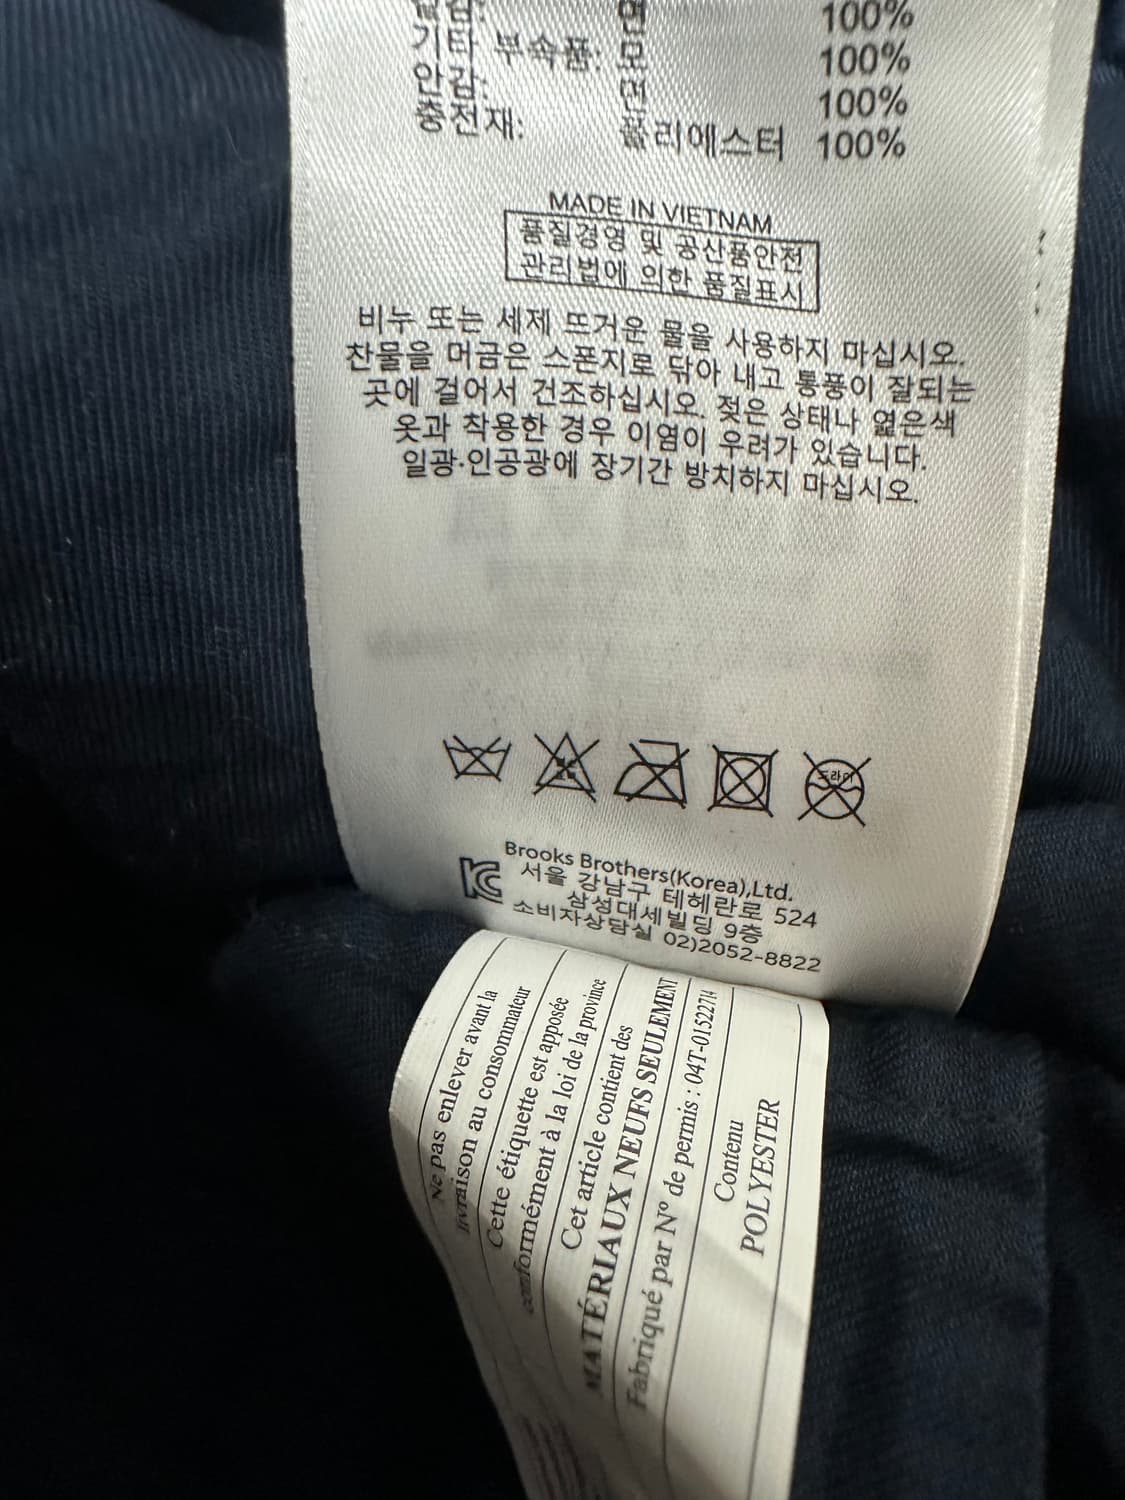 면 100%
기타 부속품: 모 100%
안감: 면 100%
충전재: 폴리에스터 100%
MADE IN VIETNAM
품질경영 및 공산품안전
관리법에 의한 품질표시
비누 또는 세제 뜨거운 물을 사용하지 마십시오.
찬물을 머금은 스폰지로 닦아 내고 통풍이 잘되는
곳에 걸어서 건조하십시오. 젖은 상태나 엷은색
옷과 착용한 경우 이염이 우려가 있습니다.
일광·인공광에 장기간 방치하지 마십시오.
드라이
Brooks Brothers(Korea),Ltd.
서울 강남구 테헤란로 524
삼성대세빌딩 9층
소비자상담실 02)2052-8822
Ne pas enlever avant la
livraison au consommateur
Cette étiquette est apposée
conformément à la loi de la province
Cet article contient des
MATÉRIAUX NEUFS SEULEMENT
Fabriqué par Nº de permis : 04T-01522714
Contenu
POLYESTER